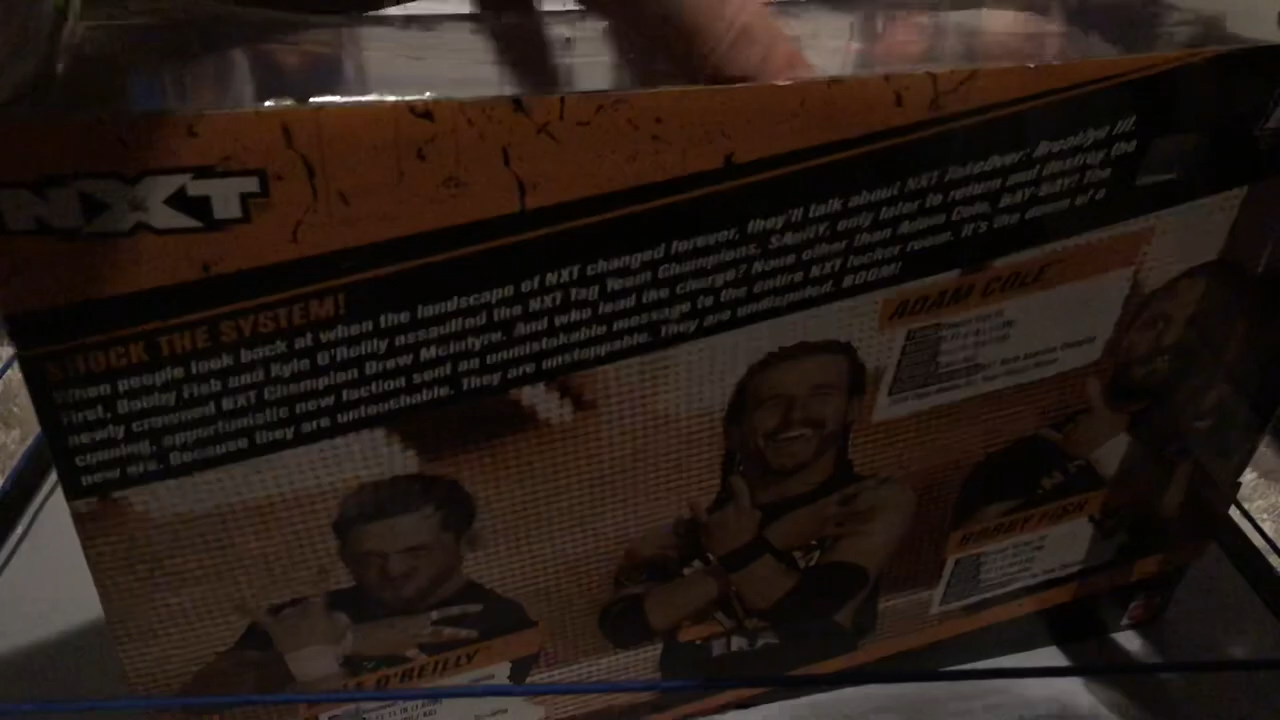 NXT
SHOCK THE SYSTEM!
When people look back at when the landscape of NXT changed forever, they'll talk about NXT TakeOver: Brooklyn III.
First, Bobby Fish and Kyle O'Reilly assaulted the NXT Tag Team Champions, SAnitY, only later to return and destroy the
newly crowned NXT Champion Drew McIntyre. And who lead the charge? None other than Adam Cole, BAY-BAY! The
cunning, opportunistic new faction sent an unmistakable message to the entire NXT locker room. It's the dawn of a
new era. Because they are untouchable. They are unstoppable. They are undisputed. BOOM!
ADAM COLE
BOBBY FISH
O'REILLY